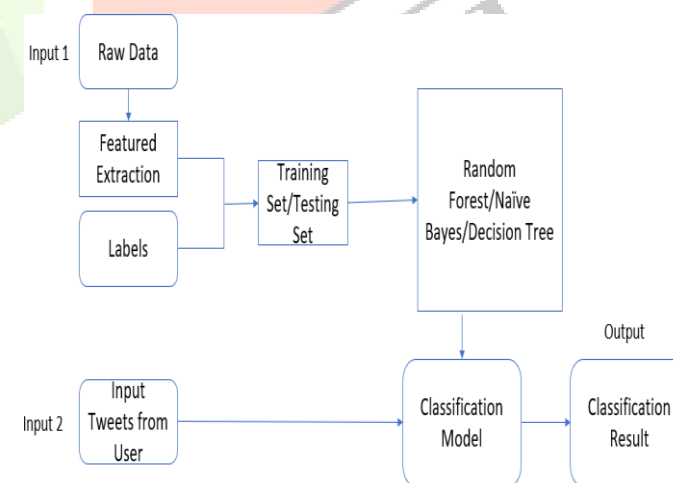 Input 1
Raw Data
Featured
Extraction
Labels
Training
Set/Testing
Set
Random
Forest/Naïve
Bayes/Decision Tree
Output
Input 2
Input
Tweets from
User
Classification
Model
Classification
Result